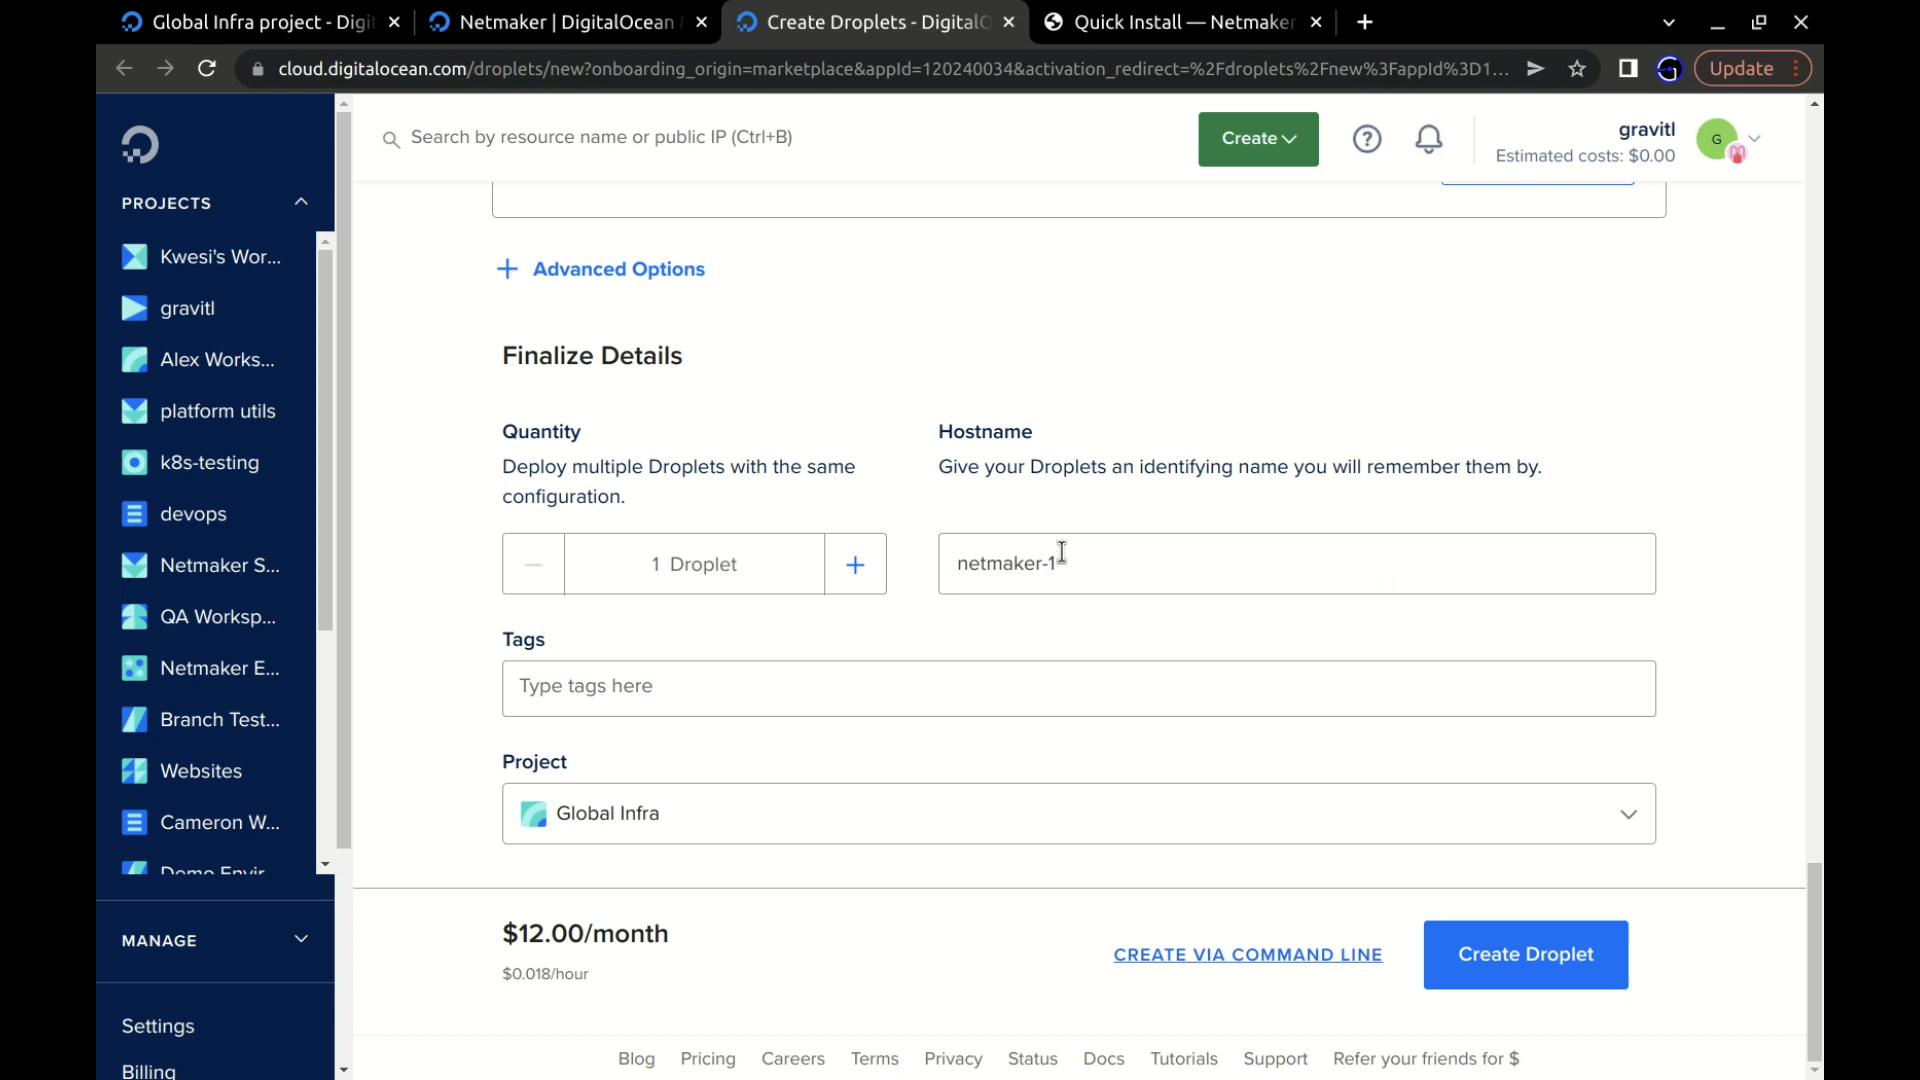 Global Infra project - Digit
Netmaker | DigitalOcean
Create Droplets - DigitalO
Quick Install — Netmaker
cloud.digitalocean.com/droplets/new?onboarding_origin=marketplace&appId=120240034&activation_redirect=%2Fdroplets%2Fnew%3FappId%3D1...
Update
Search by resource name or public IP (Ctrl+B)
Create
gravitl
Estimated costs: $0.00
G
PROJECTS
Kwesi's Wor...
gravitl
Alex Works...
platform utils
k8s-testing
devops
Netmaker S...
QA Worksp...
Netmaker E...
Branch Test...
Websites
Cameron W...
Demo Envir
MANAGE
Settings
Billing
Advanced Options
Finalize Details
Quantity
Deploy multiple Droplets with the same
configuration.
1 Droplet
Hostname
Give your Droplets an identifying name you will remember them by.
netmaker-1
Tags
Type tags here
Project
Global Infra
$12.00/month
$0.018/hour
CREATE VIA COMMAND LINE
Create Droplet
Blog Pricing Careers Terms Privacy Status Docs Tutorials Support Refer your friends for $